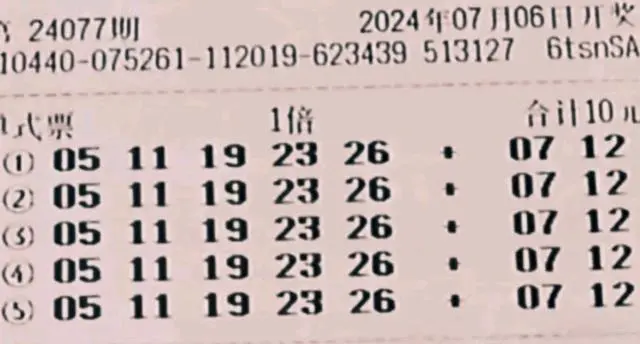 24077期 2024年07月06日开奖
10440-075261-112019-623439 513127 6tsnSA
式票 1倍 合计10元
(1) 05 11 19 23 26 + 07 12
(2) 05 11 19 23 26 + 07 12
(3) 05 11 19 23 26 + 07 12
(4) 05 11 19 23 26 + 07 12
(5) 05 11 19 23 26 + 07 12